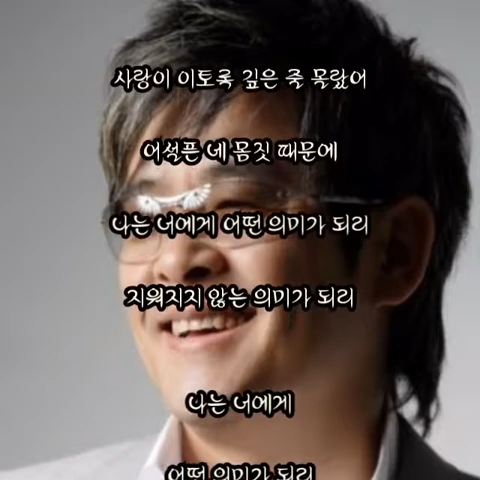 사랑이 이토록 깊은 줄 몰랐어
어설픈 네 몸짓 때문에
나는 너에게 어떤 의미가 되리
지워지지 않는 의미가 되리
나는 너에게
어떤 의미가 되리